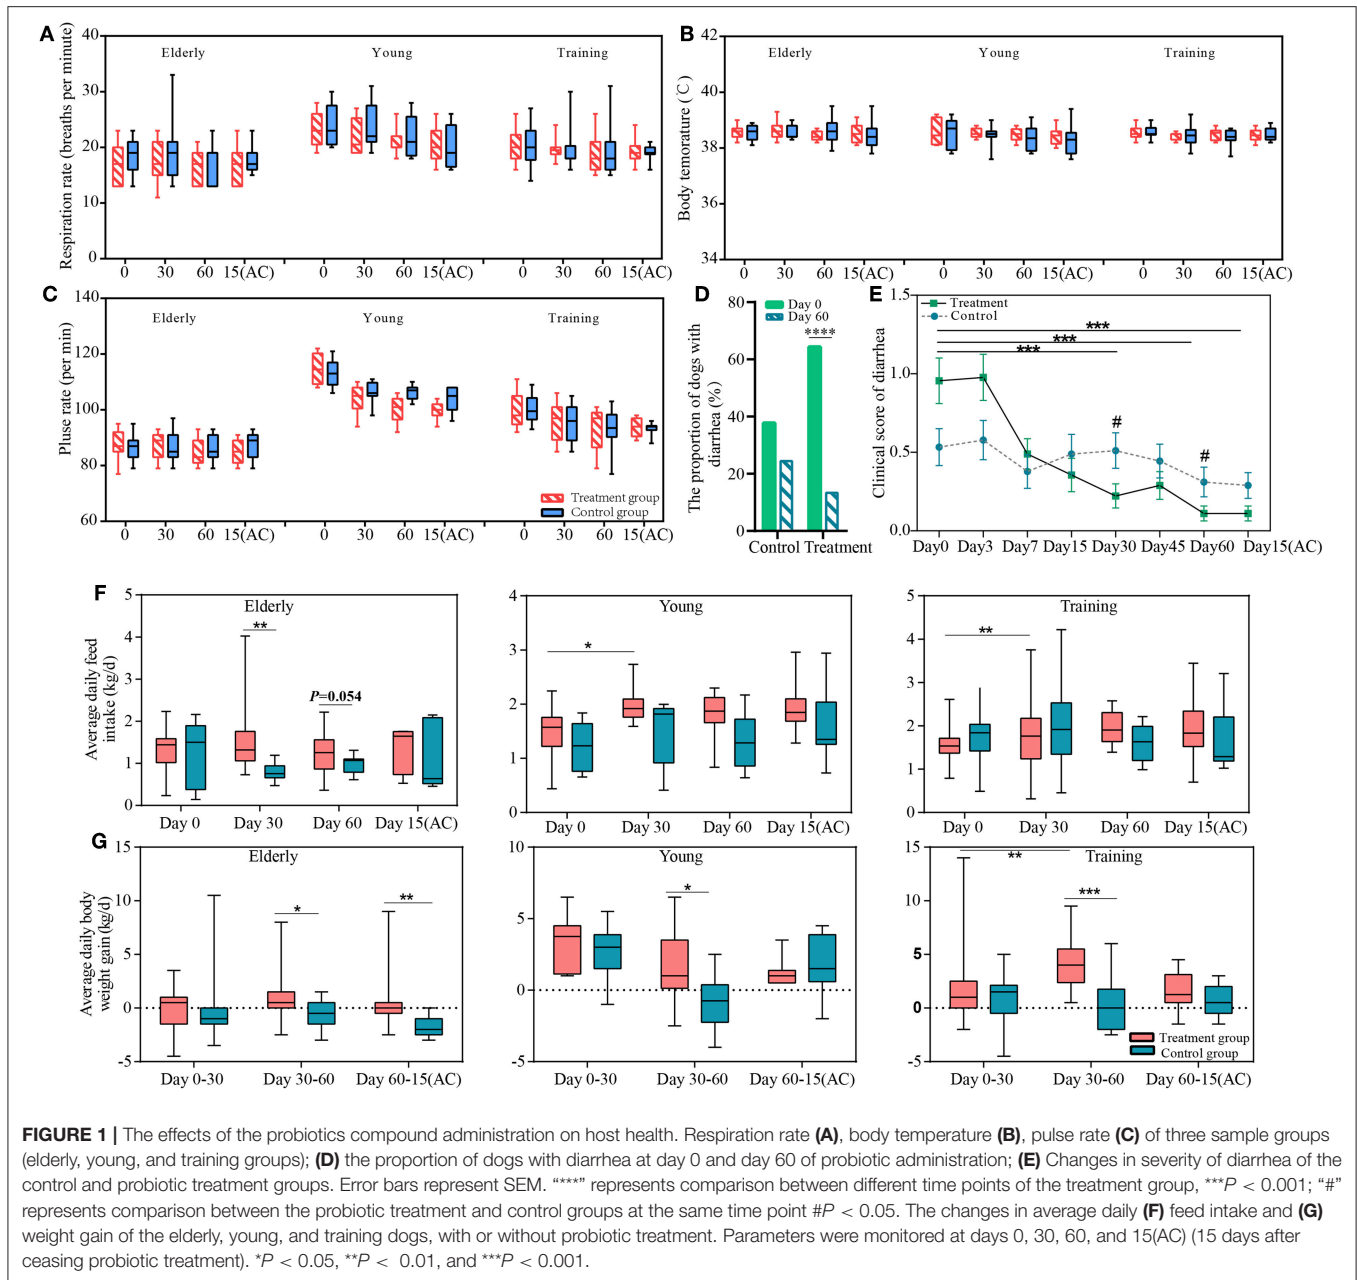 A
Elderly
Young
Training
Respiration rate (breaths per minute)
40
30
20
10
0
0 30 60 15(AC) 0 30 60 15(AC) 0 30 60 15(AC)
B
Elderly
Young
Training
Body temorature (℃)
42
40
38
36
34
0 30 60 15(AC) 0 30 60 15(AC) 0 30 60 15(AC)
C
Elderly
Young
Training
Pluse rate (per min)
140
120
100
80
60
Treatment group
Control group
0 30 60 15(AC) 0 30 60 15(AC) 0 30 60 15(AC)
D
The proportion of dogs with
diarrhea (%)
80
60
40
20
0
Day 0
Day 60
****
Control Treatment
E
Clinical score of diarrhea
1.5
1.0
0.5
0.0
Treatment
Control
***
***
***
#
#
Day0 Day3 Day7 Day15 Day30 Day45 Day60 Day15(AC)
F
Elderly
Average daily feed
intake (kg/d)
5
4
3
2
1
0
**
P=0.054
Day 0 Day 30 Day 60 Day 15(AC)
Young
4
3
2
1
0
*
Day 0 Day 30 Day 60 Day 15(AC)
Training
5
4
3
2
1
0
**
Day 0 Day 30 Day 60 Day 15(AC)
G
Elderly
Average daily body
weight gain (kg/d)
15
10
5
0
-5
*
**
Day 0-30 Day 30-60 Day 60-15(AC)
Young
10
5
0
-5
*
Day 0-30 Day 30-60 Day 60-15(AC)
Training
15
10
5
0
-5
**
***
Treatment group
Control group
Day 0-30 Day 30-60 Day 60-15(AC)
FIGURE 1 | The effects of the probiotics compound administration on host health. Respiration rate (A), body temperature (B), pulse rate (C) of three sample groups
(elderly, young, and training groups); (D) the proportion of dogs with diarrhea at day 0 and day 60 of probiotic administration; (E) Changes in severity of diarrhea of the
control and probiotic treatment groups. Error bars represent SEM. “***” represents comparison between different time points of the treatment group, ***P < 0.001; “#”
represents comparison between the probiotic treatment and control groups at the same time point #P < 0.05. The changes in average daily (F) feed intake and (G)
weight gain of the elderly, young, and training dogs, with or without probiotic treatment. Parameters were monitored at days 0, 30, 60, and 15(AC) (15 days after
ceasing probiotic treatment). *P < 0.05, **P < 0.01, and ***P < 0.001.